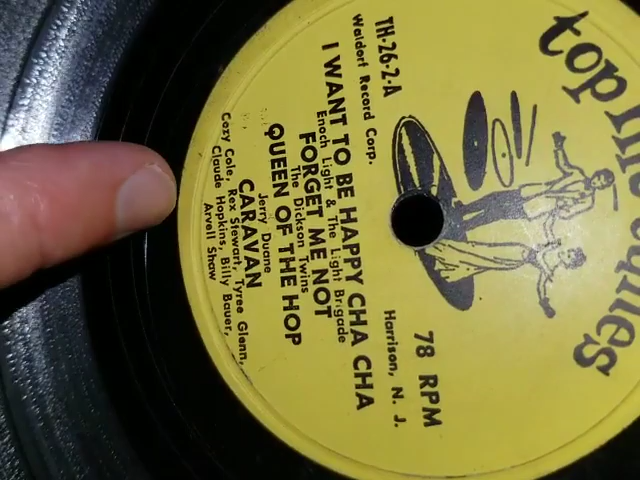 top hit tunes
TH-26-2-A
78 RPM
Waldorf Record Corp.
Harrison, N. J.
I WANT TO BE HAPPY CHA CHA
Enoch Light & The Light Brigade
FORGET ME NOT
The Dickson Twins
QUEEN OF THE HOP
Jerry Duane
CARAVAN
Cozy Cole, Rex Stewart, Tyree Glenn,
Claude Hopkins, Billy Bauer,
Arvell Shaw